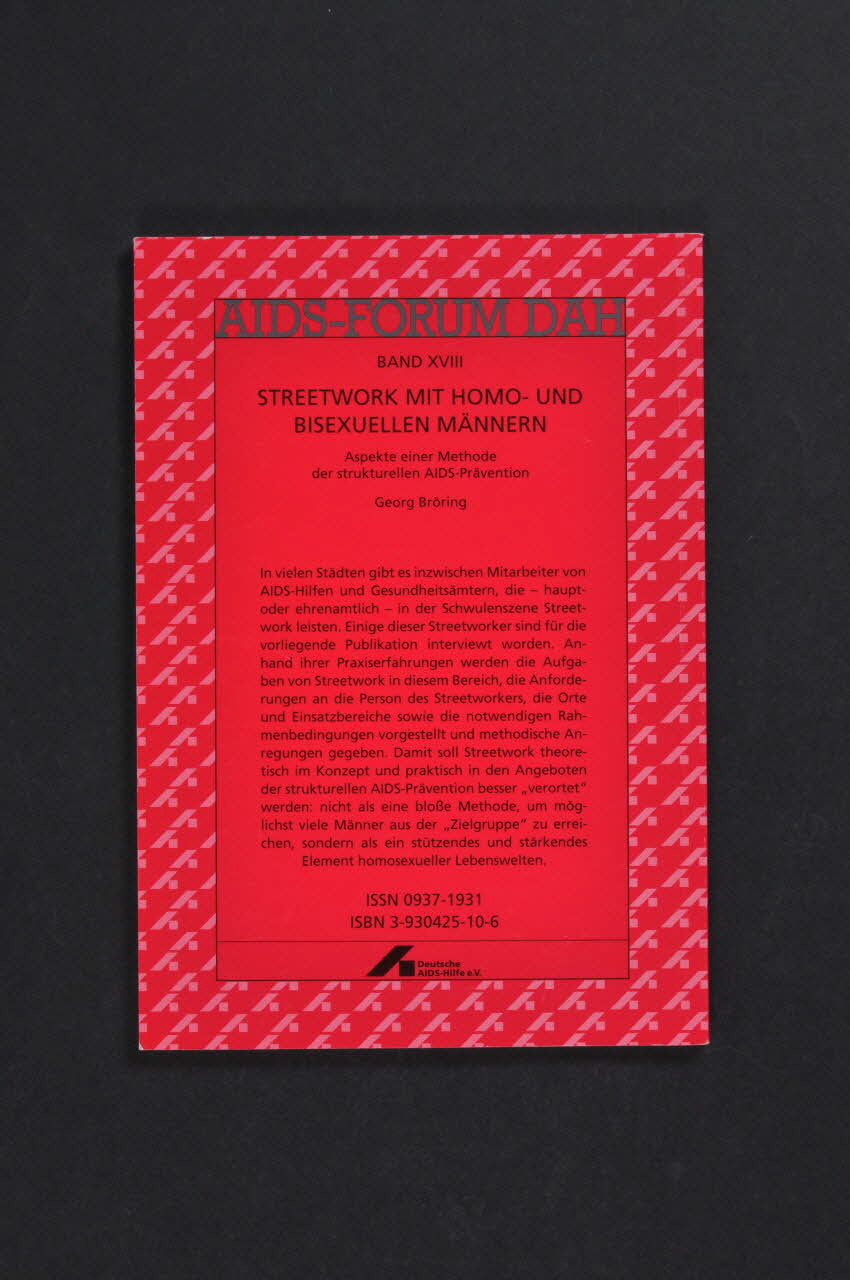 AIDS-FORUM DAH
BAND XVIII
STREETWORK MIT HOMO- UND
BISEXUELLEN MÄNNERN
Aspekte einer Methode
der strukturellen AIDS-Prävention
Georg Bröring
In vielen Städten gibt es inzwischen Mitarbeiter von
AIDS-Hilfen und Gesundheitsämtern, die – haupt-
oder ehrenamtlich – in der Schwulenszene Street-
work leisten. Einige dieser Streetworker sind für die
vorliegende Publikation interviewt worden. An-
hand ihrer Praxiserfahrungen werden die Aufga-
ben von Streetwork in diesem Bereich, die Anforde-
rungen an die Person des Streetworkers, die Orte
und Einsatzbereiche sowie die notwendigen Rah-
menbedingungen vorgestellt und methodische An-
regungen gegeben. Damit soll Streetwork theore-
tisch im Konzept und praktisch in den Angeboten
der strukturellen AIDS-Prävention besser „verortet“
werden: nicht als eine bloße Methode, um mög-
lichst viele Männer aus der „Zielgruppe“ zu errei-
chen, sondern als ein stützendes und stärkendes
Element homosexueller Lebenswelten.
ISSN 0937-1931
ISBN 3-930425-10-6
Deutsche
AIDS-Hilfe e.V.